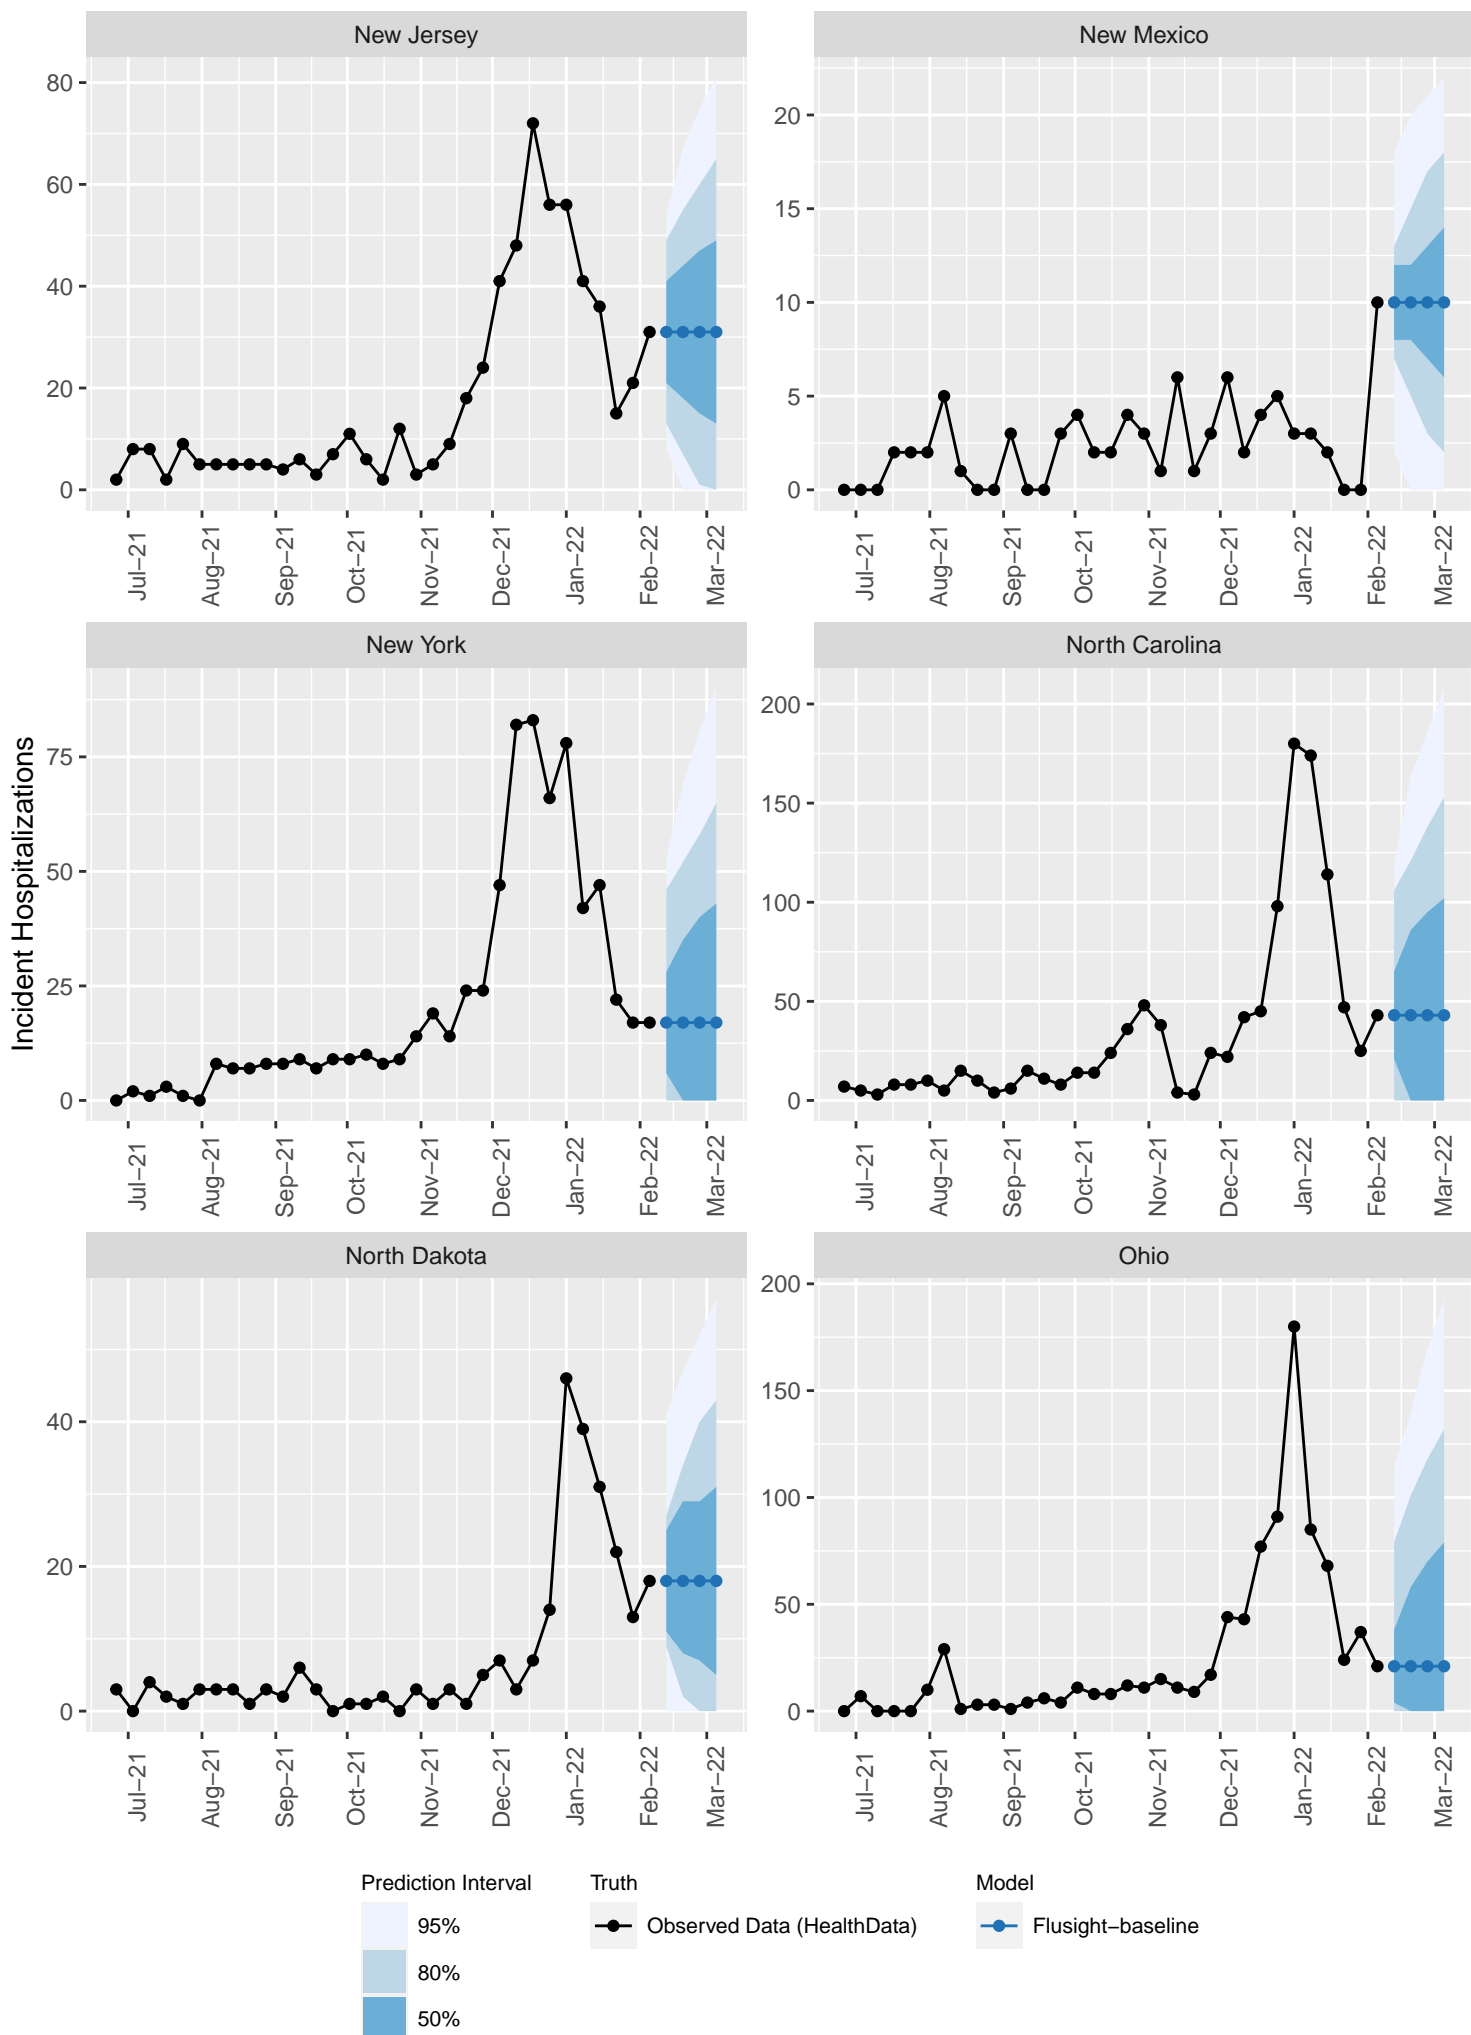 New Jersey
New Mexico
80
60
40
20
0
20
15
10
5
0
Jul−21
Aug−21
Sep−21
Oct−21
Nov−21
Dec−21
Jan−22
Feb−22
Mar−22
Jul−21
Aug−21
Sep−21
Oct−21
Nov−21
Dec−21
Jan−22
Feb−22
Mar−22
Incident Hospitalizations
New York
North Carolina
75
50
25
0
200
150
100
50
0
Jul−21
Aug−21
Sep−21
Oct−21
Nov−21
Dec−21
Jan−22
Feb−22
Mar−22
Jul−21
Aug−21
Sep−21
Oct−21
Nov−21
Dec−21
Jan−22
Feb−22
Mar−22
North Dakota
Ohio
40
20
0
200
150
100
50
0
Jul−21
Aug−21
Sep−21
Oct−21
Nov−21
Dec−21
Jan−22
Feb−22
Mar−22
Jul−21
Aug−21
Sep−21
Oct−21
Nov−21
Dec−21
Jan−22
Feb−22
Mar−22
Prediction Interval
95%
80%
50%
Truth
Observed Data (HealthData)
Model
Flusight−baseline